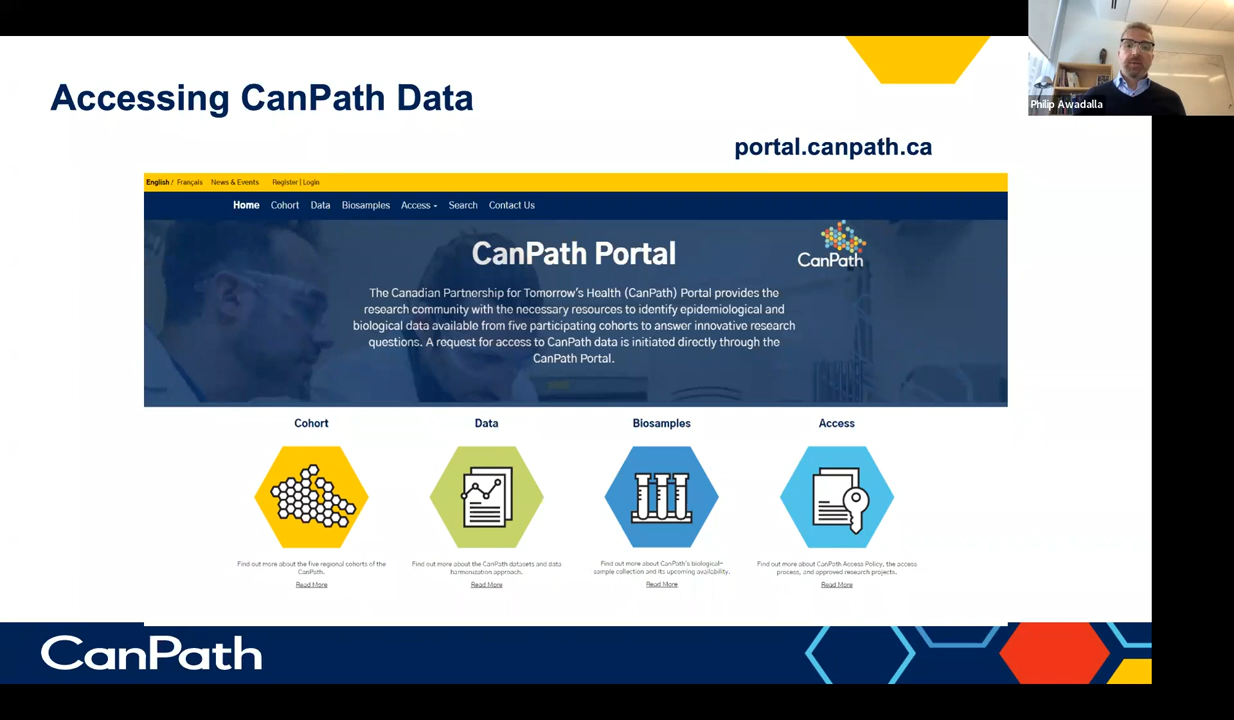 Accessing CanPath Data
Philip Awadalla
portal.canpath.ca
English / Français News & Events Register | Login
Home Cohort Data Biosamples Access Search Contact Us
CanPath Portal
CanPath
The Canadian Partnership for Tomorrow's Health (CanPath) Portal provides the
research community with the necessary resources to identify epidemiological and
biological data available from five participating cohorts to answer innovative research
questions. A request for access to CanPath data is initiated directly through the
CanPath Portal.
Cohort Data Biosamples Access
Find out more about the five regional cohorts of the
CanPath.
Read More
Find out more about the CanPath datasets and data
harmonization approach.
Read More
Find out more about CanPath's biological-
sample collection and its upcoming availability.
Read More
Find out more about CanPath Access Policy, the access
process, and approved research projects.
Read More
CanPath